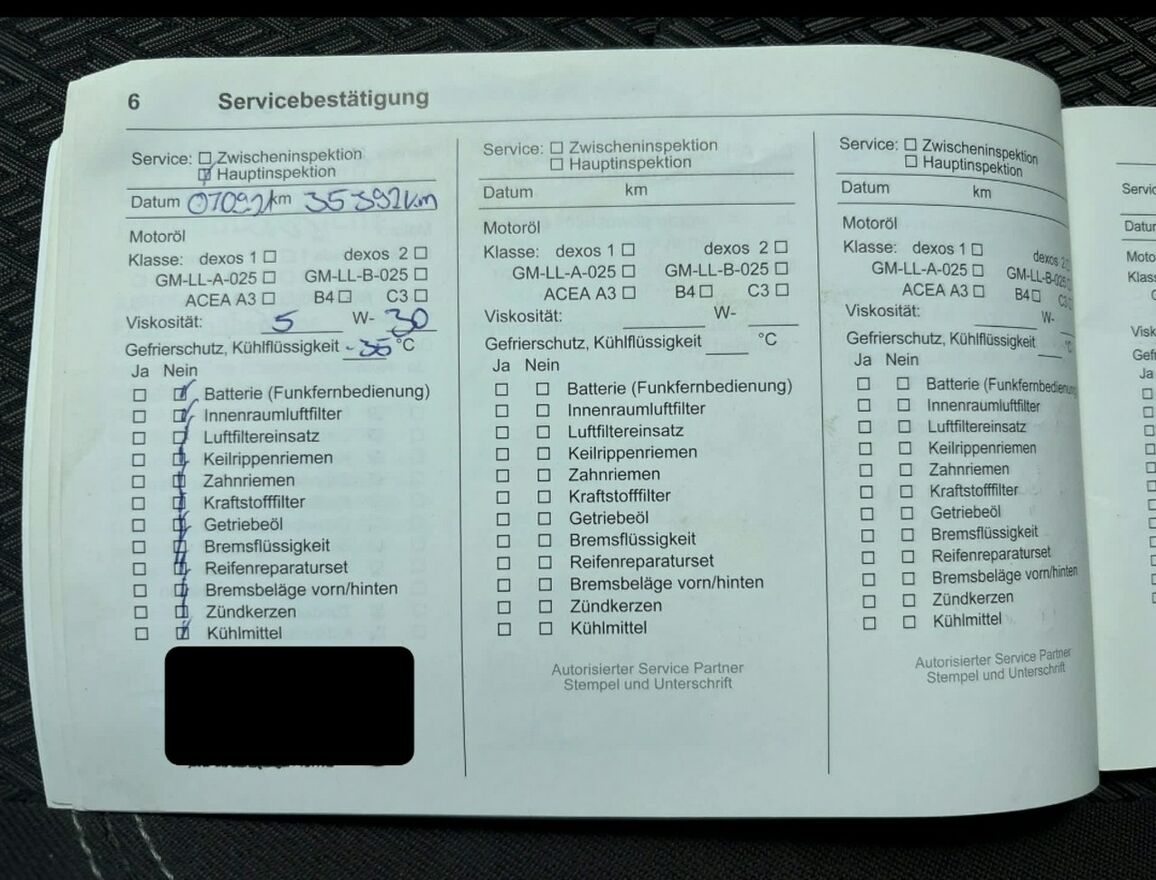 6 Servicebestätigung
Service: ☐ Zwischeninspektion
☑ Hauptinspektion
Datum 070921 km 35392km
Motoröl
Klasse: dexos 1 ☐ dexos 2 ☐
GM-LL-A-025 ☐ GM-LL-B-025 ☐
ACEA A3 ☐ B4 ☐ C3 ☐
Viskosität: 5 W- 30
Gefrierschutz, Kühlflüssigkeit -35 °C
Ja Nein
☐ ☑ Batterie (Funkfernbedienung)
☐ ☑ Innenraumluftfilter
☐ ☑ Luftfiltereinsatz
☐ ☑ Keilrippenriemen
☐ ☑ Zahnriemen
☐ ☑ Kraftstofffilter
☐ ☑ Getriebeöl
☐ ☑ Bremsflüssigkeit
☐ ☑ Reifenreparaturset
☐ ☑ Bremsbeläge vorn/hinten
☐ ☑ Zündkerzen
☐ ☑ Kühlmittel
Service: ☐ Zwischeninspektion
☐ Hauptinspektion
Datum km
Motoröl
Klasse: dexos 1 ☐ dexos 2 ☐
GM-LL-A-025 ☐ GM-LL-B-025 ☐
ACEA A3 ☐ B4 ☐ C3 ☐
Viskosität: W-
Gefrierschutz, Kühlflüssigkeit °C
Ja Nein
☐ ☐ Batterie (Funkfernbedienung)
☐ ☐ Innenraumluftfilter
☐ ☐ Luftfiltereinsatz
☐ ☐ Keilrippenriemen
☐ ☐ Zahnriemen
☐ ☐ Kraftstofffilter
☐ ☐ Getriebeöl
☐ ☐ Bremsflüssigkeit
☐ ☐ Reifenreparaturset
☐ ☐ Bremsbeläge vorn/hinten
☐ ☐ Zündkerzen
☐ ☐ Kühlmittel
Autorisierter Service Partner
Stempel und Unterschrift
Service: ☐ Zwischeninspektion
☐ Hauptinspektion
Datum km
Motoröl
Klasse: dexos 1 ☐ dexos 2 ☐
GM-LL-A-025 ☐ GM-LL-B-025 ☐
ACEA A3 ☐ B4 ☐ C3 ☐
Viskosität: W-
Gefrierschutz, Kühlflüssigkeit °C
Ja Nein
☐ ☐ Batterie (Funkfernbedienung
☐ ☐ Innenraumluftfilter
☐ ☐ Luftfiltereinsatz
☐ ☐ Keilrippenriemen
☐ ☐ Zahnriemen
☐ ☐ Kraftstofffilter
☐ ☐ Getriebeöl
☐ ☐ Bremsflüssigkeit
☐ ☐ Reifenreparaturset
☐ ☐ Bremsbeläge vorn/hinten
☐ ☐ Zündkerzen
☐ ☐ Kühlmittel
Autorisierter Service Partner
Stempel und Unterschrift
Ja